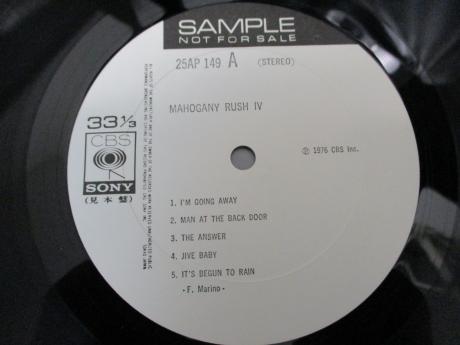 SAMPLE
NOT FOR SALE
25AP 149 A (STEREO)
MAHOGANY RUSH IV
33 1/3
CBS
SONY
(見本盤)
Ⓟ 1976 CBS Inc.
1. I'M GOING AWAY
2. MAN AT THE BACK DOOR
3. THE ANSWER
4. JIVE BABY
5. IT'S BEGUN TO RAIN
- F. Marino -